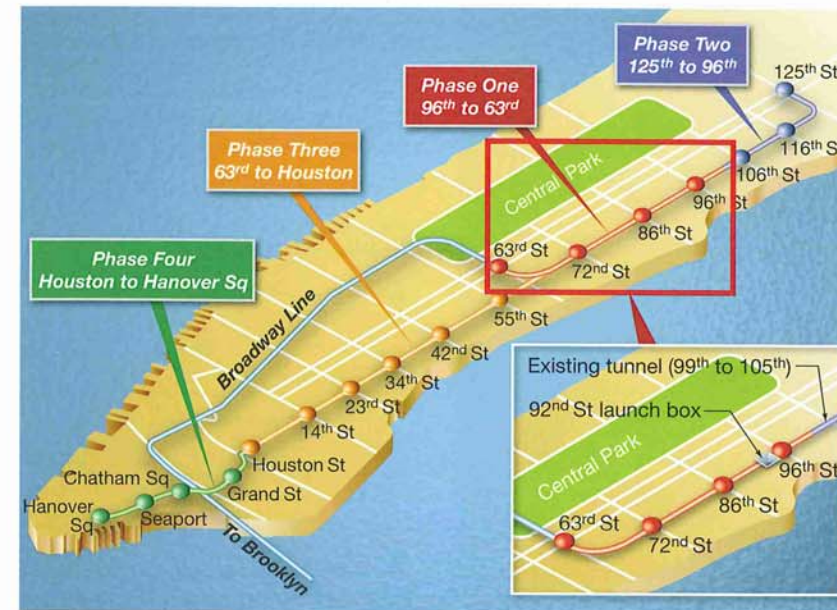 Phase Two
125th to 96th
125th St
Phase One
96th to 63rd
116th St
106th St
Phase Three
63rd to Houston
Central Park
96th St
86th St
63rd St
72nd St
Phase Four
Houston to Hanover Sq
Broadway Line
55th St
42nd St
34th St
23rd St
14th St
Houston St
Chatham Sq
Grand St
Hanover
Sq
Seaport
To Brooklyn
Existing tunnel (99th to 105th)
92nd St launch box
Central Park
96th St
86th St
63rd St
72nd St